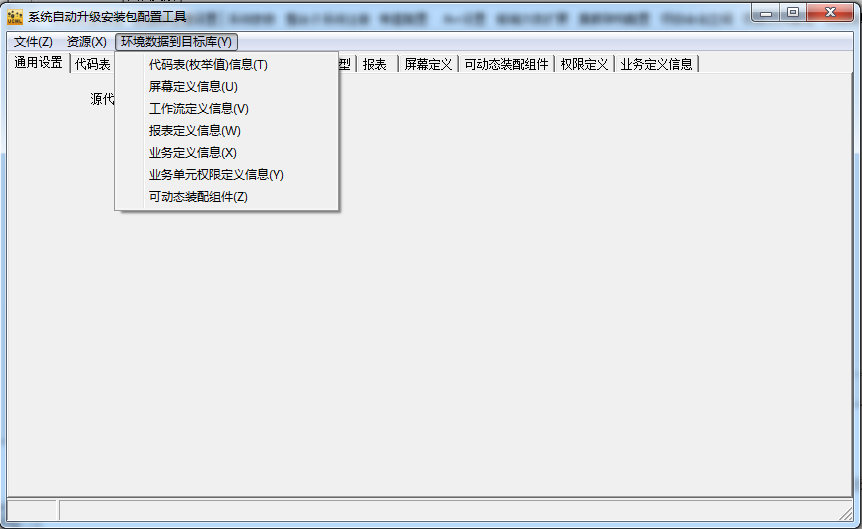 系统自动升级安装包配置工具
文件(Z) 资源(X) 环境数据到目标库(Y)
通用设置 代码表 型 报表 屏幕定义 可动态装配组件 权限定义 业务定义信息
源代
代码表(枚举值)信息(T)
屏幕定义信息(U)
工作流定义信息(V)
报表定义信息(W)
业务定义信息(X)
业务单元权限定义信息(Y)
可动态装配组件(Z)